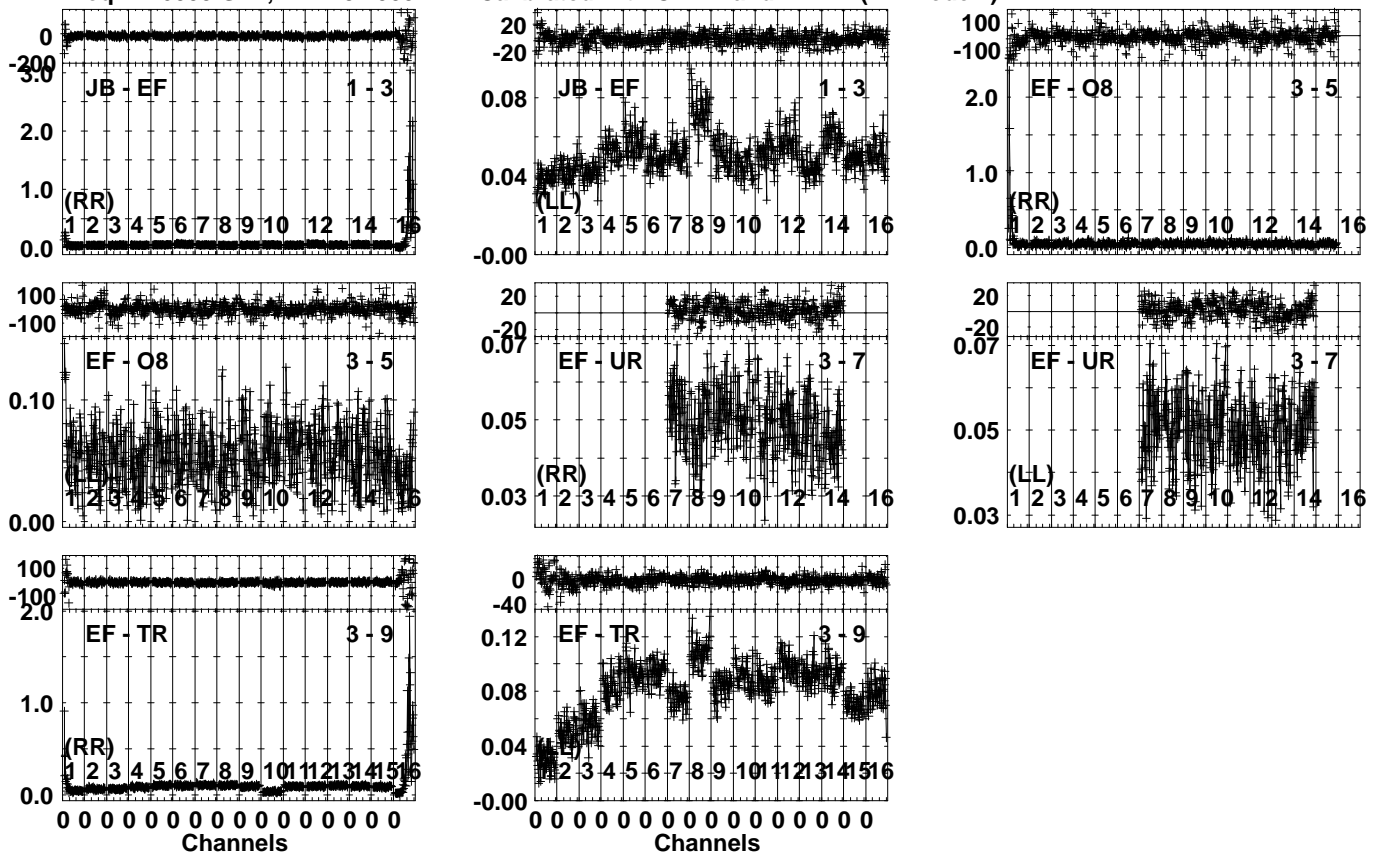 0
-200
3.0
JB - EF 1 - 3
2.0
1.0
(RR)
1 2 3 4 5 6 7 8 9 10 12 14 16
0.0
20
-20
JB - EF 1 - 3
0.08
0.04
(LL)
1 2 3 4 5 6 7 8 9 10 12 14 16
-0.00
100
-100
EF - O8 3 - 5
2.0
1.0
(RR)
1 2 3 4 5 6 7 8 9 10 12 14 16
0.0
100
-100
EF - O8 3 - 5
0.10
(LL)
1 2 3 4 5 6 7 8 9 10 12 14 16
0.00
20
-20
0.07
EF - UR 3 - 7
0.05
(RR)
0.03
1 2 3 4 5 6 7 8 9 10 12 14 16
20
-20
0.07
EF - UR 3 - 7
0.05
(LL)
1 2 3 4 5 6 7 8 9 10 12 14 16
0.03
100
-100
2.0
EF - TR 3 - 9
1.0
(RR)
1 2 3 4 5 6 7 8 9 10 11 12 13 14 15 16
0.0
0 0 0 0 0 0 0 0 0 0 0 0 0 0 0 0
Channels
0
-40
0.12
EF - TR 3 - 9
0.08
0.04
(LL)
1 2 3 4 5 6 7 8 9 10 11 12 13 14 15 16
-0.00
0 0 0 0 0 0 0 0 0 0 0 0 0 0 0 0
Channels